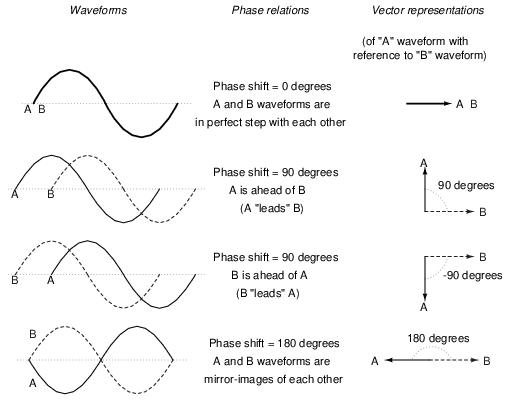 Waveforms Phase relations Vector representations
(of "A" waveform with
reference to "B" waveform)
Phase shift = 0 degrees
A B A and B waveforms are A B
in perfect step with each other
Phase shift = 90 degrees
A
A B A is ahead of B 90 degrees
(A "leads" B) B
Phase shift = 90 degrees B
B A B is ahead of A -90 degrees
(B "leads" A)
A
B Phase shift = 180 degrees 180 degrees
A and B waveforms are A B
A mirror-images of each other